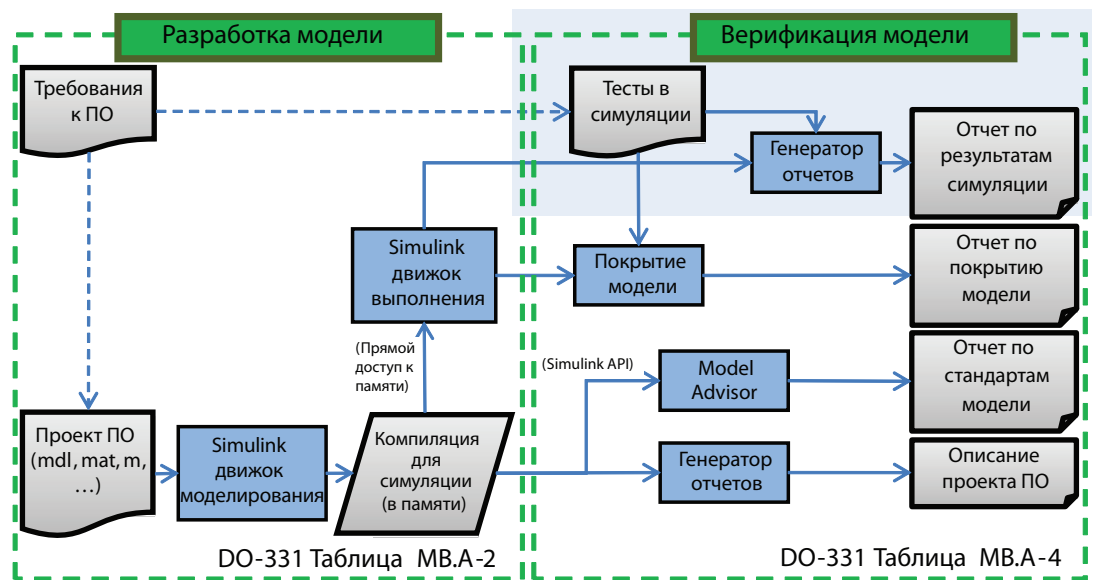 Разработка модели
Верификация модели
Требования
к ПО
Тесты в
симуляции
Генератор
отчетов
Отчет по
результатам
симуляции
Simulink
движок
выполнения
Покрытие
модели
Отчет по
покрытию
модели
(Прямой
доступ к
памяти)
(Simulink API)
Model
Advisor
Отчет по
стандартам
модели
Проект ПО
(mdl, mat, m,
...)
Simulink
движок
моделирования
Компиляция
для
симуляции
(в памяти)
Генератор
отчетов
Описание
проекта ПО
DO-331 Таблица MB.A-2
DO-331 Таблица MB.A-4